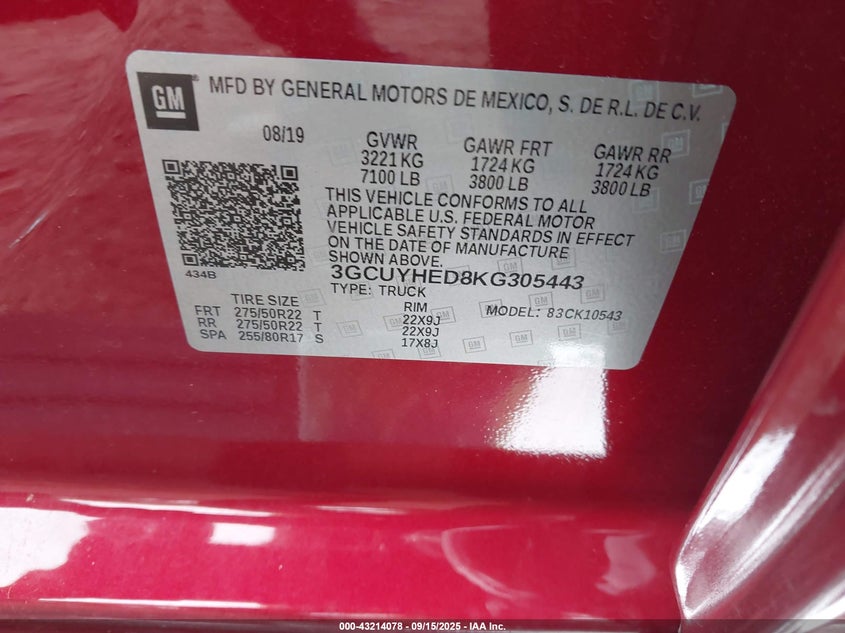 GM
MFD BY GENERAL MOTORS DE MEXICO, S. DE R.L. DE C.V.
08/19 GVWR GAWR FRT GAWR RR
3221 KG 1724 KG 1724 KG
7100 LB 3800 LB 3800 LB
THIS VEHICLE CONFORMS TO ALL
APPLICABLE U.S. FEDERAL MOTOR
VEHICLE SAFETY STANDARDS IN EFFECT
ON THE DATE OF MANUFACTURE
SHOWN ABOVE.
434B 3GCUYHED8KG305443
TYPE: TRUCK
TIRE SIZE RIM MODEL: 83CK10543
FRT 275/50R22 T 22X9J
RR 275/50R22 T 22X9J
SPA 255/80R17 S 17X8J
000-43214078 - 09/15/2025 - IAA Inc.